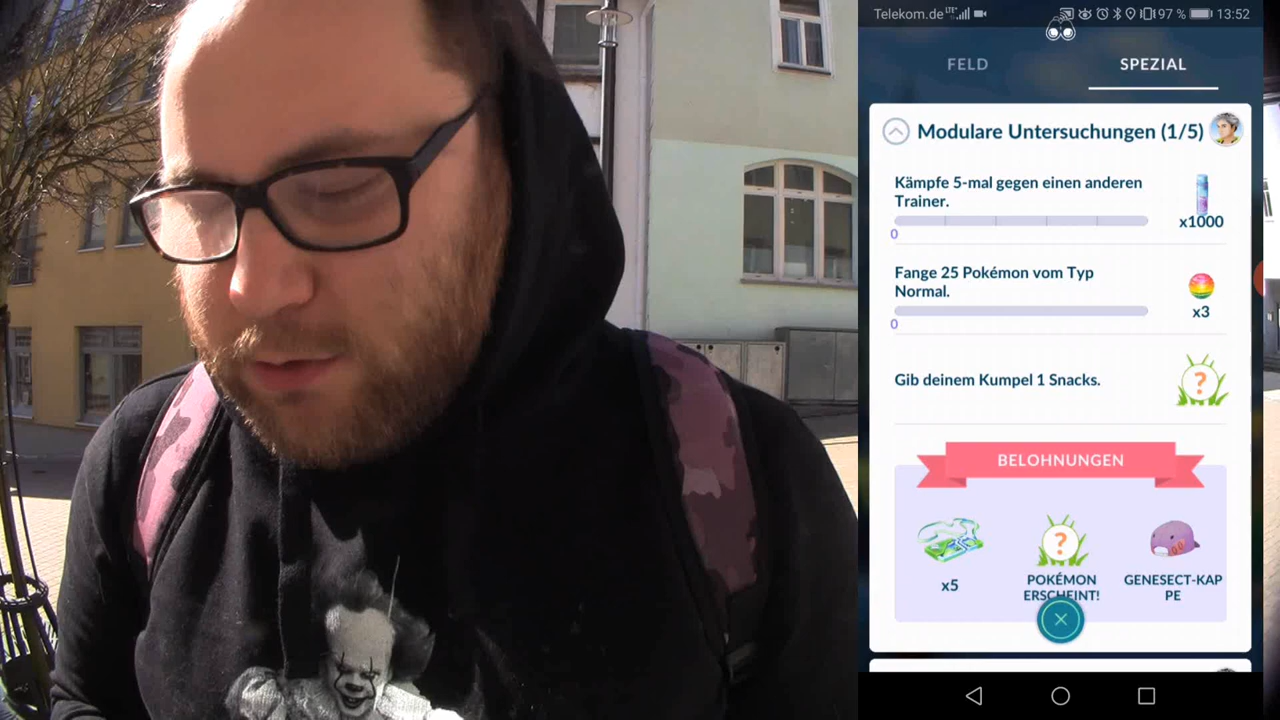 Telekom.de LTE 97 % 13:52
FELD
SPEZIAL
Modulare Untersuchungen (1/5)
Kämpfe 5-mal gegen einen anderen
Trainer.
x1000
0
Fange 25 Pokémon vom Typ
Normal.
x3
0
Gib deinem Kumpel 1 Snacks.
?
BELOHNUNGEN
?
x5
POKÉMON
ERSCHEINT!
GENESECT-KAP
PE